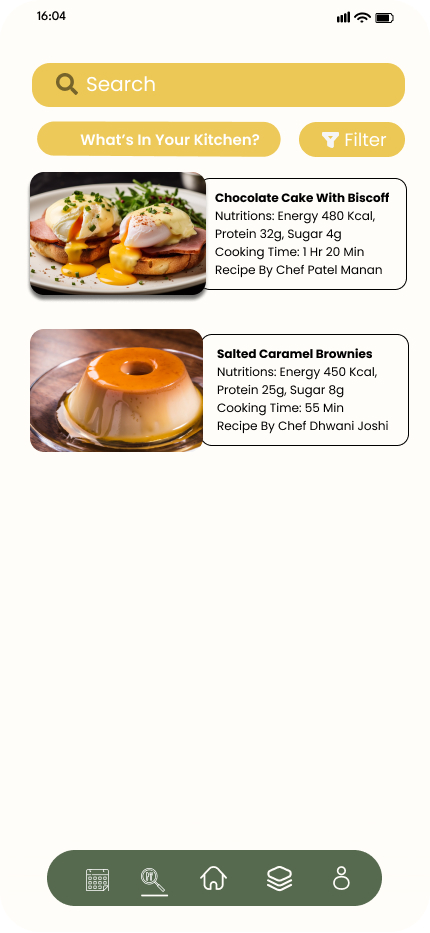 16:04
Search
What's In Your Kitchen?
Filter
Chocolate Cake With Biscoff
Nutritions: Energy 480 Kcal,
Protein 32g, Sugar 4g
Cooking Time: 1 Hr 20 Min
Recipe By Chef Patel Manan
Salted Caramel Brownies
Nutritions: Energy 450 Kcal,
Protein 25g, Sugar 8g
Cooking Time: 55 Min
Recipe By Chef Dhwani Joshi